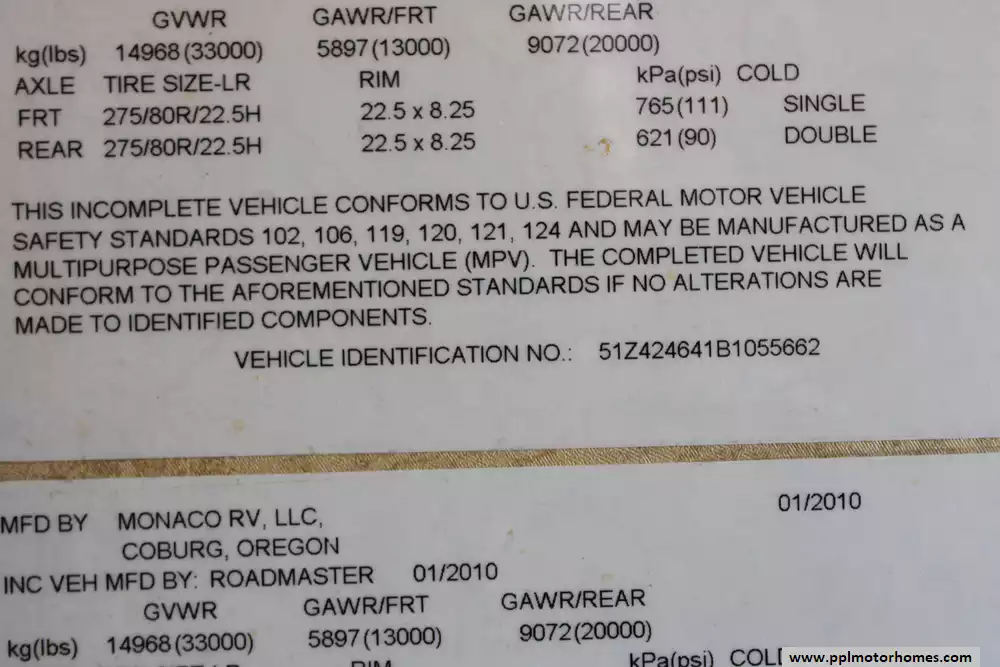 GVWR GAWR/FRT GAWR/REAR
kg(lbs) 14968(33000) 5897(13000) 9072(20000)
AXLE TIRE SIZE-LR RIM kPa(psi) COLD
FRT 275/80R/22.5H 22.5 x 8.25 765(111) SINGLE
REAR 275/80R/22.5H 22.5 x 8.25 621(90) DOUBLE
THIS INCOMPLETE VEHICLE CONFORMS TO U.S. FEDERAL MOTOR VEHICLE
SAFETY STANDARDS 102, 106, 119, 120, 121, 124 AND MAY BE MANUFACTURED AS A
MULTIPURPOSE PASSENGER VEHICLE (MPV). THE COMPLETED VEHICLE WILL
CONFORM TO THE AFOREMENTIONED STANDARDS IF NO ALTERATIONS ARE
MADE TO IDENTIFIED COMPONENTS.
VEHICLE IDENTIFICATION NO.: 51Z424641B1055662
01/2010
MFD BY MONACO RV, LLC,
COBURG, OREGON
INC VEH MFD BY: ROADMASTER 01/2010
GVWR GAWR/FRT GAWR/REAR
kg(lbs) 14968(33000) 5897(13000) 9072(20000)
RIM kPa(psi) COLD
www.pplmotorhomes.com